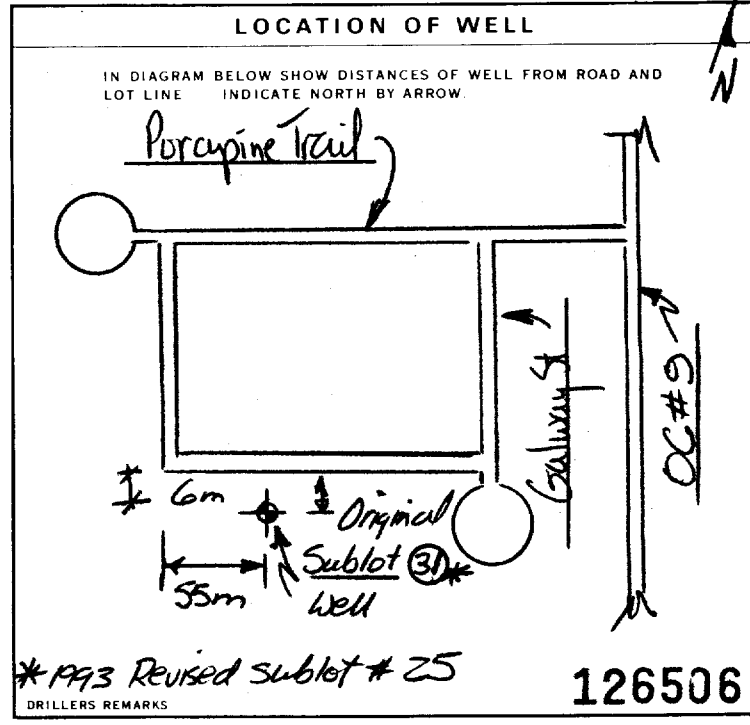 LOCATION OF WELL
N
IN DIAGRAM BELOW SHOW DISTANCES OF WELL FROM ROAD AND
LOT LINE INDICATE NORTH BY ARROW.
Porcupine Trail
Galway St
OC#9
6m
Original
Sublot 31*
Well
55m
* 1993 Revised Sublot # 25
126506
DRILLERS REMARKS